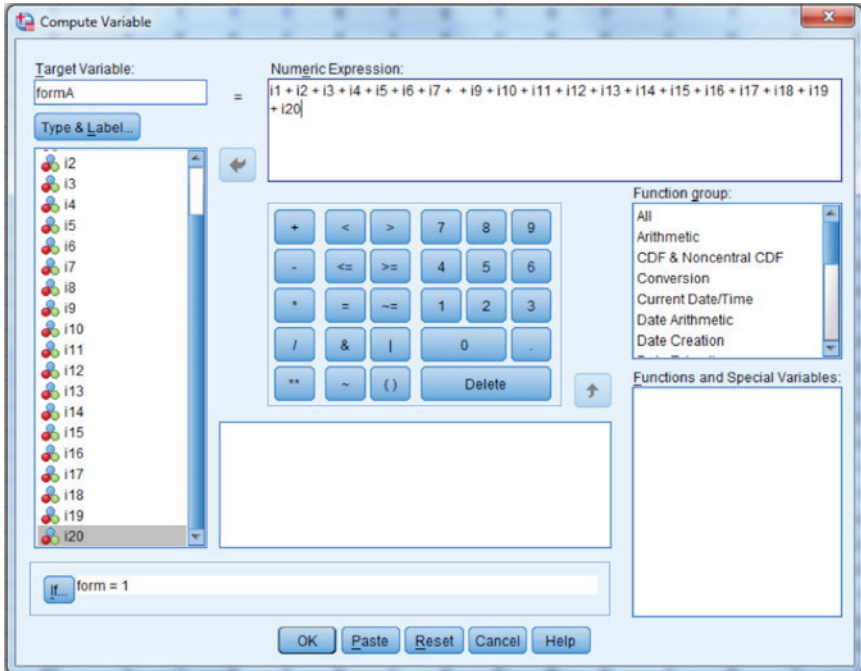 Compute Variable
Target Variable:
formA
=
Numeric Expression:
i1 + i2 + i3 + i4 + i5 + i6 + i7 +  + i9 + i10 + i11 + i12 + i13 + i14 + i15 + i16 + i17 + i18 + i19
+ i20
Type & Label...
i2
i3
i4
i5
i6
i7
i8
i9
i10
i11
i12
i13
i14
i15
i16
i17
i18
i19
i20
+ < > 7 8 9
- <= >= 4 5 6
* = ~= 1 2 3
/ & | 0 .
** ~ ( ) Delete
Function group:
All
Arithmetic
CDF & Noncentral CDF
Conversion
Current Date/Time
Date Arithmetic
Date Creation
Functions and Special Variables:
If... form = 1
OK Paste Reset Cancel Help